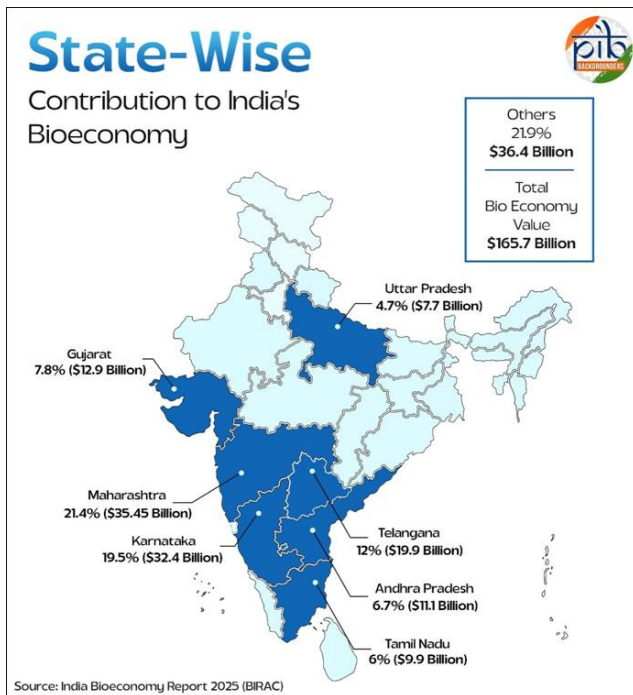 State-Wise
Contribution to India's
Bioeconomy
pib
BACKGROUNDERS
Others
21.9%
$36.4 Billion
Total
Bio Economy
Value
$165.7 Billion
Uttar Pradesh
4.7% ($7.7 Billion)
Gujarat
7.8% ($12.9 Billion)
Maharashtra
21.4% ($35.45 Billion)
Karnataka
19.5% ($32.4 Billion)
Telangana
12% ($19.9 Billion)
Andhra Pradesh
6.7% ($11.1 Billion)
Tamil Nadu
6% ($9.9 Billion)
Source: India Bioeconomy Report 2025 (BIRAC)